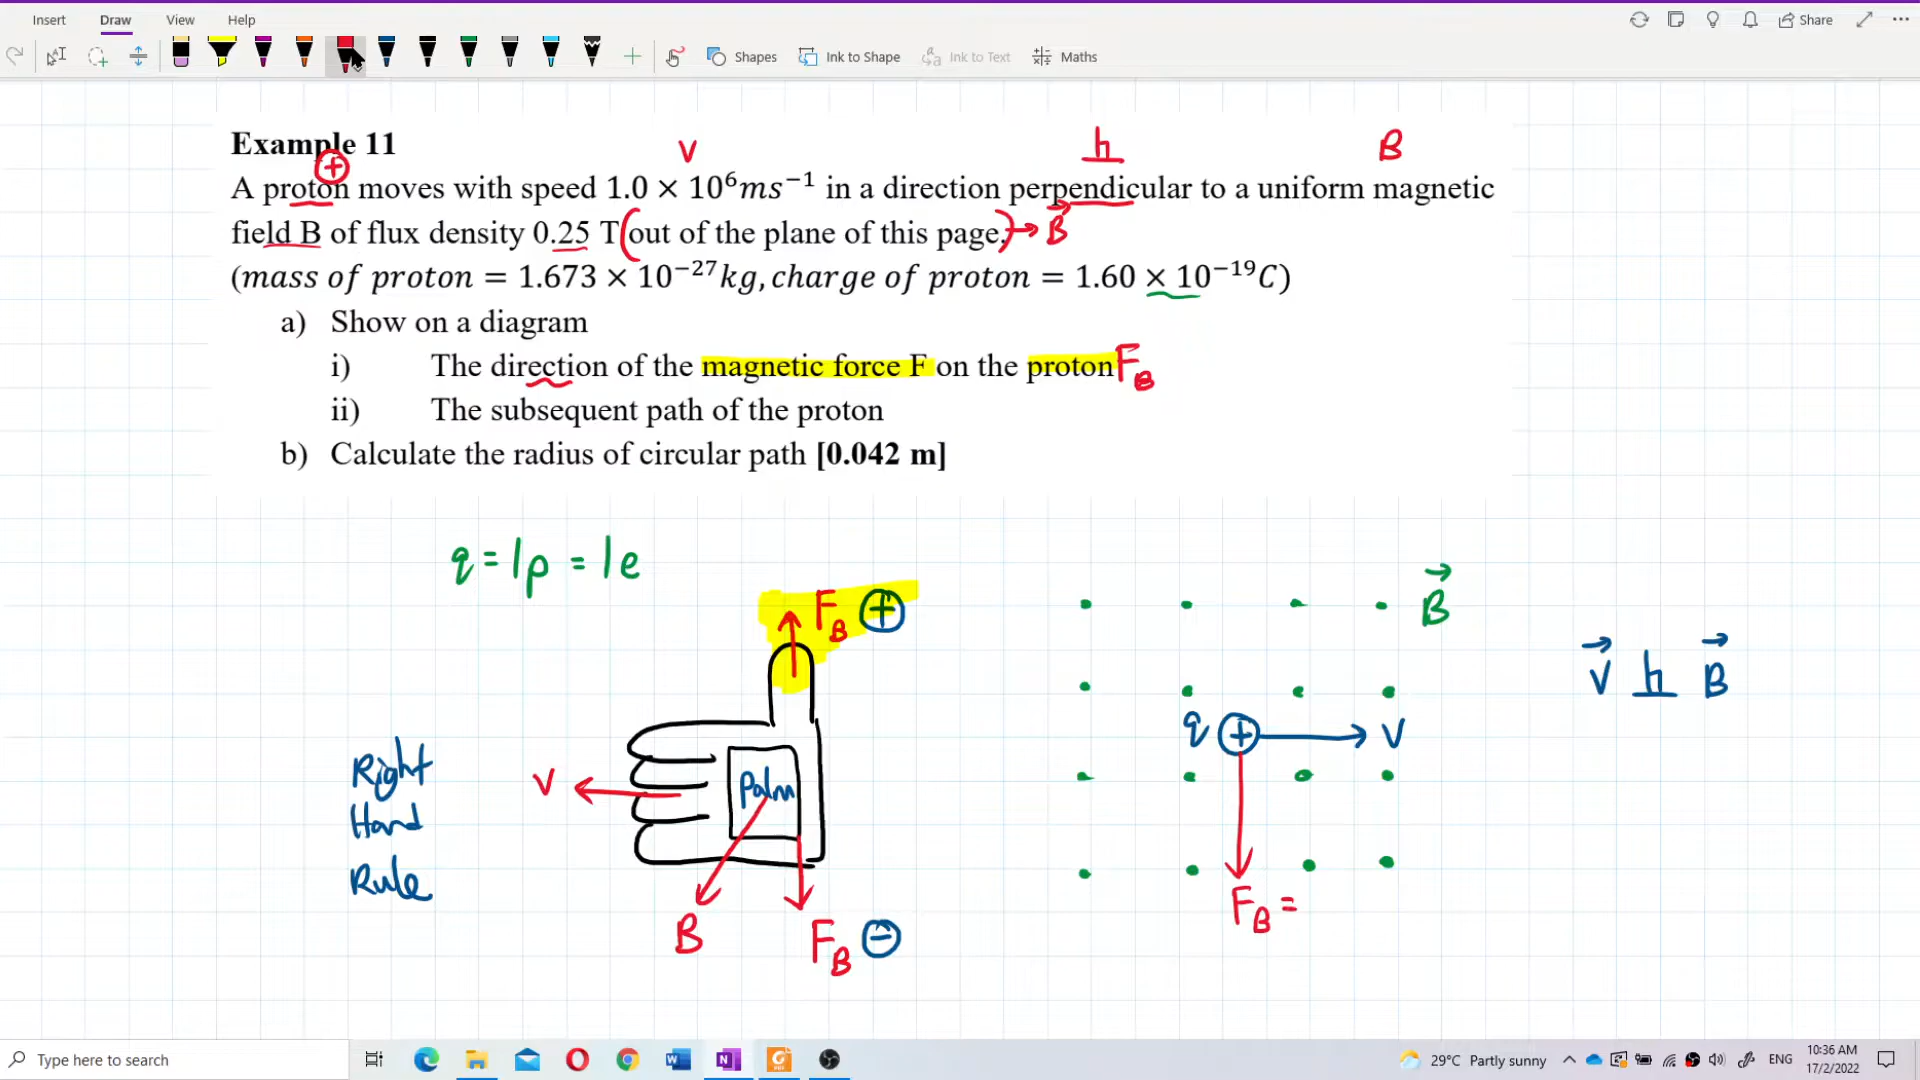 Insert Draw View Help
Share
Shapes Ink to Shape Ink to Text Maths
Example 11
+ V h B
A proton moves with speed 1.0 × 10⁶ms⁻¹ in a direction perpendicular to a uniform magnetic
field B of flux density 0.25 T (out of the plane of this page.) → B⃗
(mass of proton = 1.673 × 10⁻²⁷kg, charge of proton = 1.60 × 10⁻¹⁹C)
a) Show on a diagram
i) The direction of the magnetic force F on the proton F_B
ii) The subsequent path of the proton
b) Calculate the radius of circular path [0.042 m]
q = 1p = 1e
F_B +
B⃗
V⃗ h B⃗
q + → V
Right
Hand
Rule
V
Palm
B
F_B −
F_B =
Type here to search
29°C Partly sunny
ENG
10:36 AM
17/2/2022